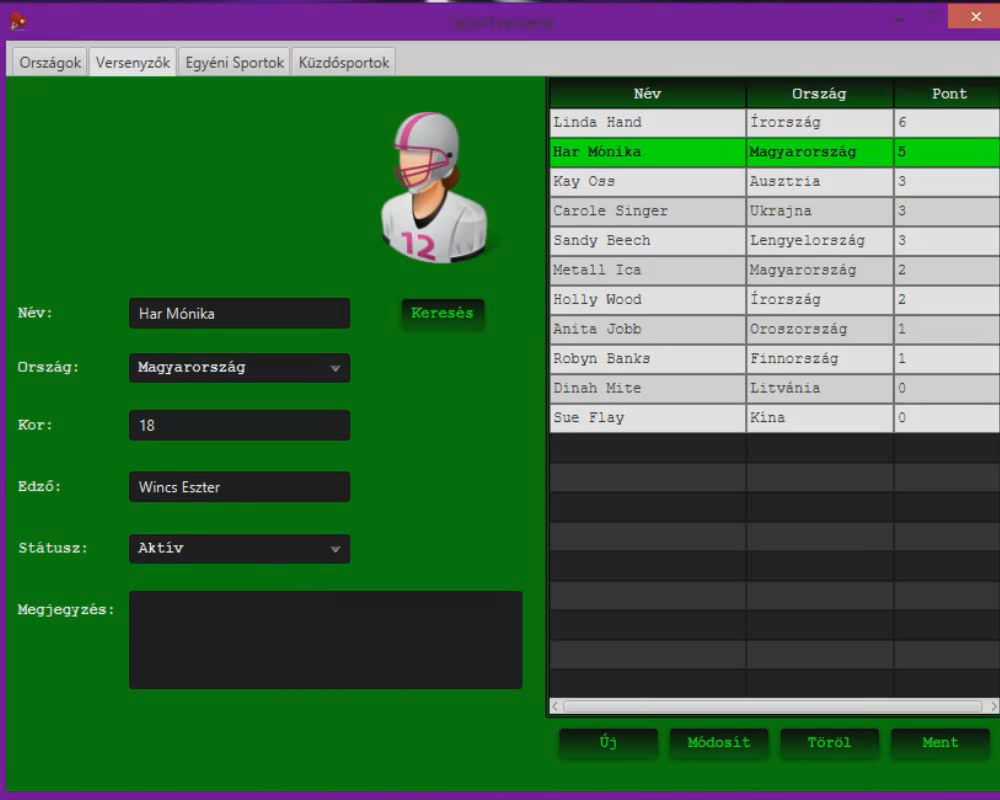 Sportverseny
Országok Versenyzők Egyéni Sportok Küzdősportok
12
Név: Har Mónika Keresés
Ország: Magyarország
Kor: 18
Edző: Wincs Eszter
Státusz: Aktív
Megjegyzés:
Név Ország Pont
Linda Hand Írország 6
Har Mónika Magyarország 5
Kay Oss Ausztria 3
Carole Singer Ukrajna 3
Sandy Beech Lengyelország 3
Metall Ica Magyarország 2
Holly Wood Írország 2
Anita Jobb Oroszország 1
Robyn Banks Finnország 1
Dinah Mite Litvánia 0
Sue Flay Kína 0
Új Módosít Töröl Ment